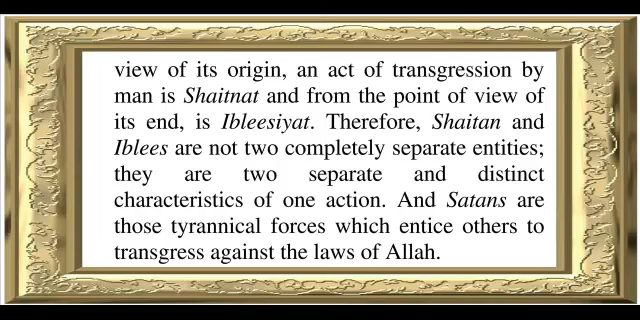 view of its origin, an act of transgression by
man is Shaitnat and from the point of view of
its end, is Ibleesiyat. Therefore, Shaitan and
Iblees are not two completely separate entities;
they are two separate and distinct
characteristics of one action. And Satans are
those tyrannical forces which entice others to
transgress against the laws of Allah.